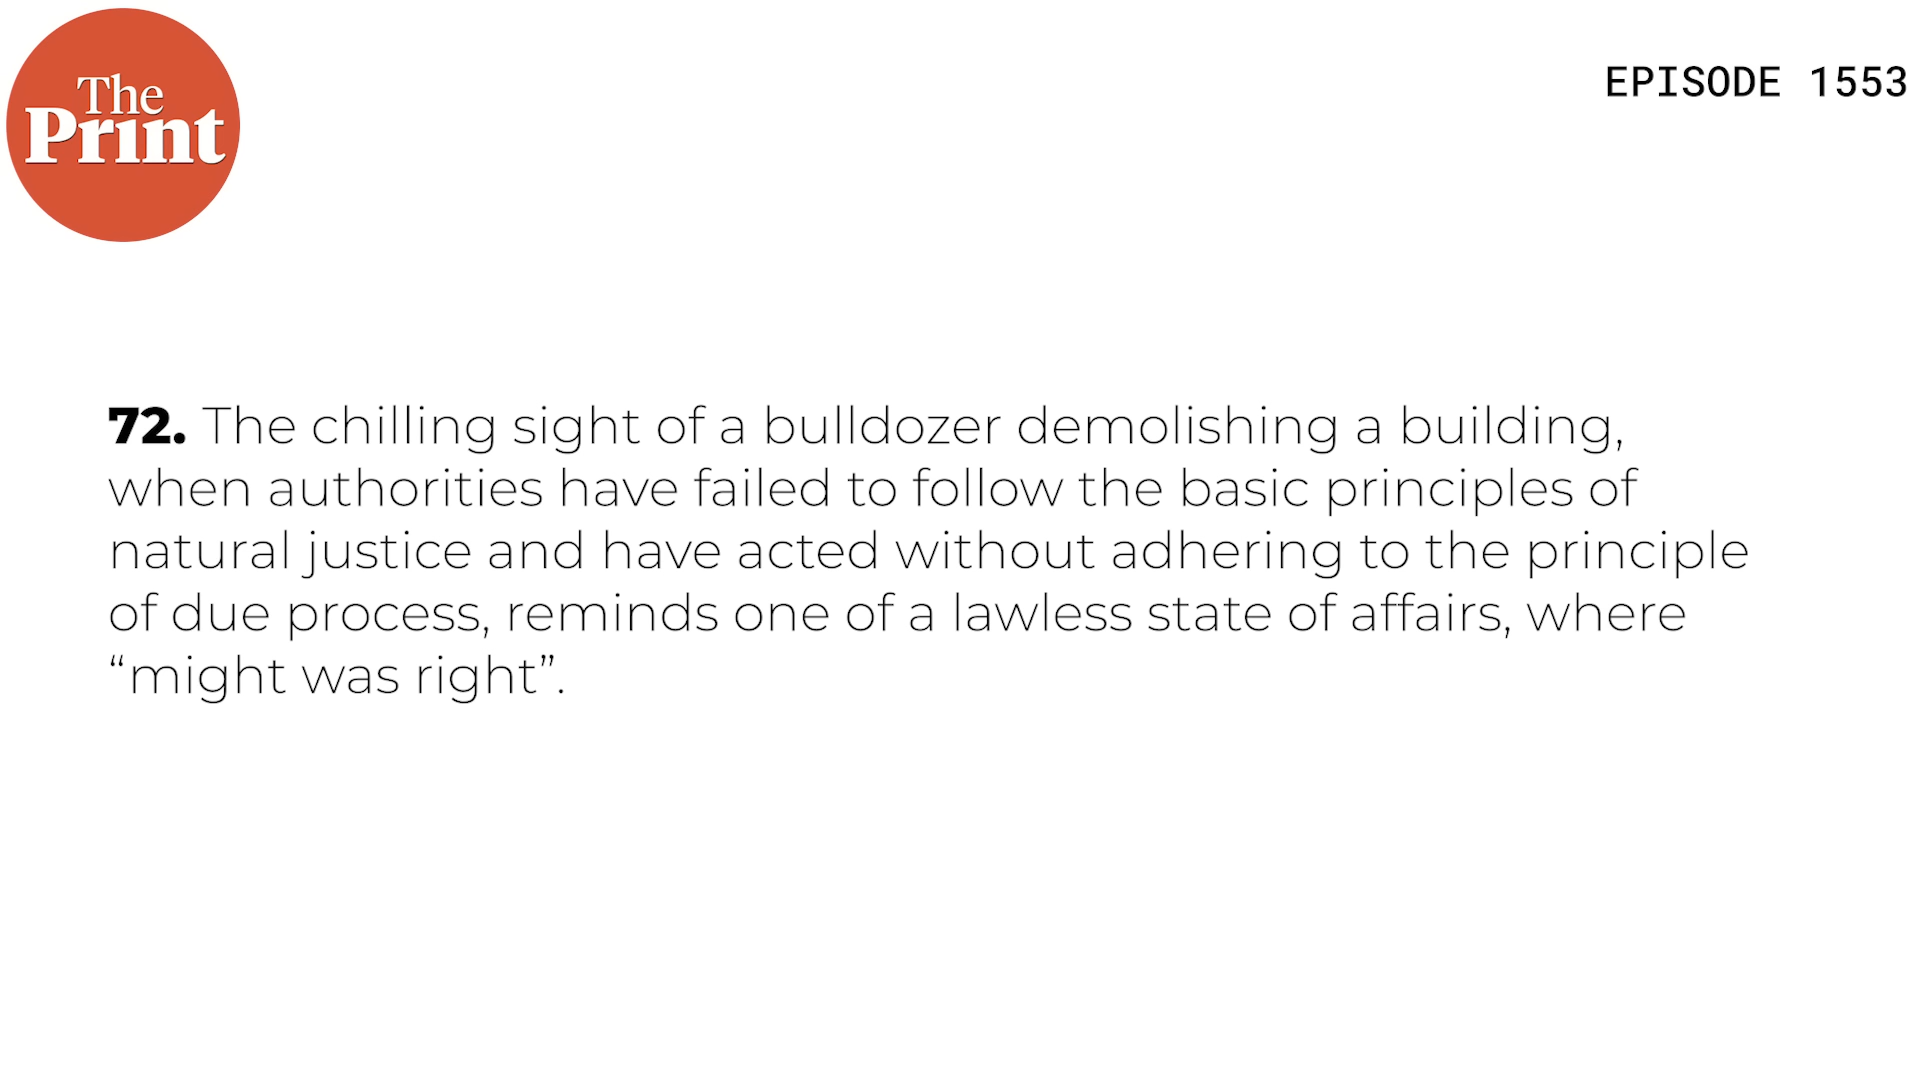 The
Print
EPISODE 1553
72. The chilling sight of a bulldozer demolishing a building,
when authorities have failed to follow the basic principles of
natural justice and have acted without adhering to the principle
of due process, reminds one of a lawless state of affairs, where
“might was right”.